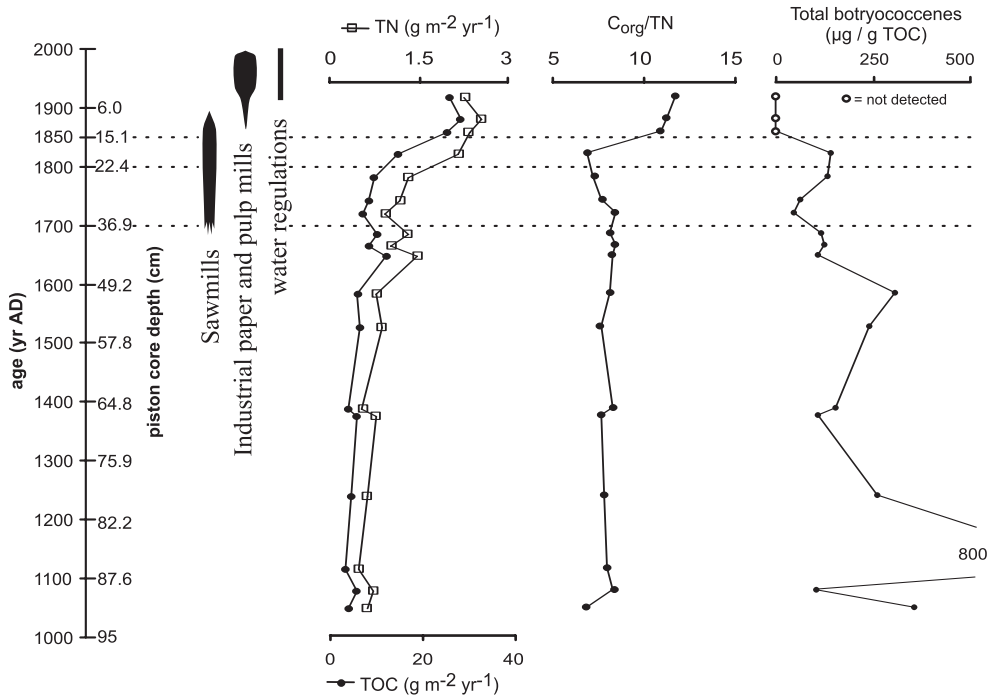 TN (g m-2 yr-1)
Corg/TN
Total botryococcenes
(µg / g TOC)
0 1.5 3
5 10 15
0 250 500
= not detected
2000
1900 6.0
1850 15.1
1800 22.4
1700 36.9
1600 49.2
1500 57.8
1400 64.8
1300 75.9
1200 82.2
1100 87.6
1000 95
age (yr AD)
piston core depth (cm)
Sawmills
Industrial paper and pulp mills
water regulations
800
0 20 40
TOC (g m-2 yr-1)